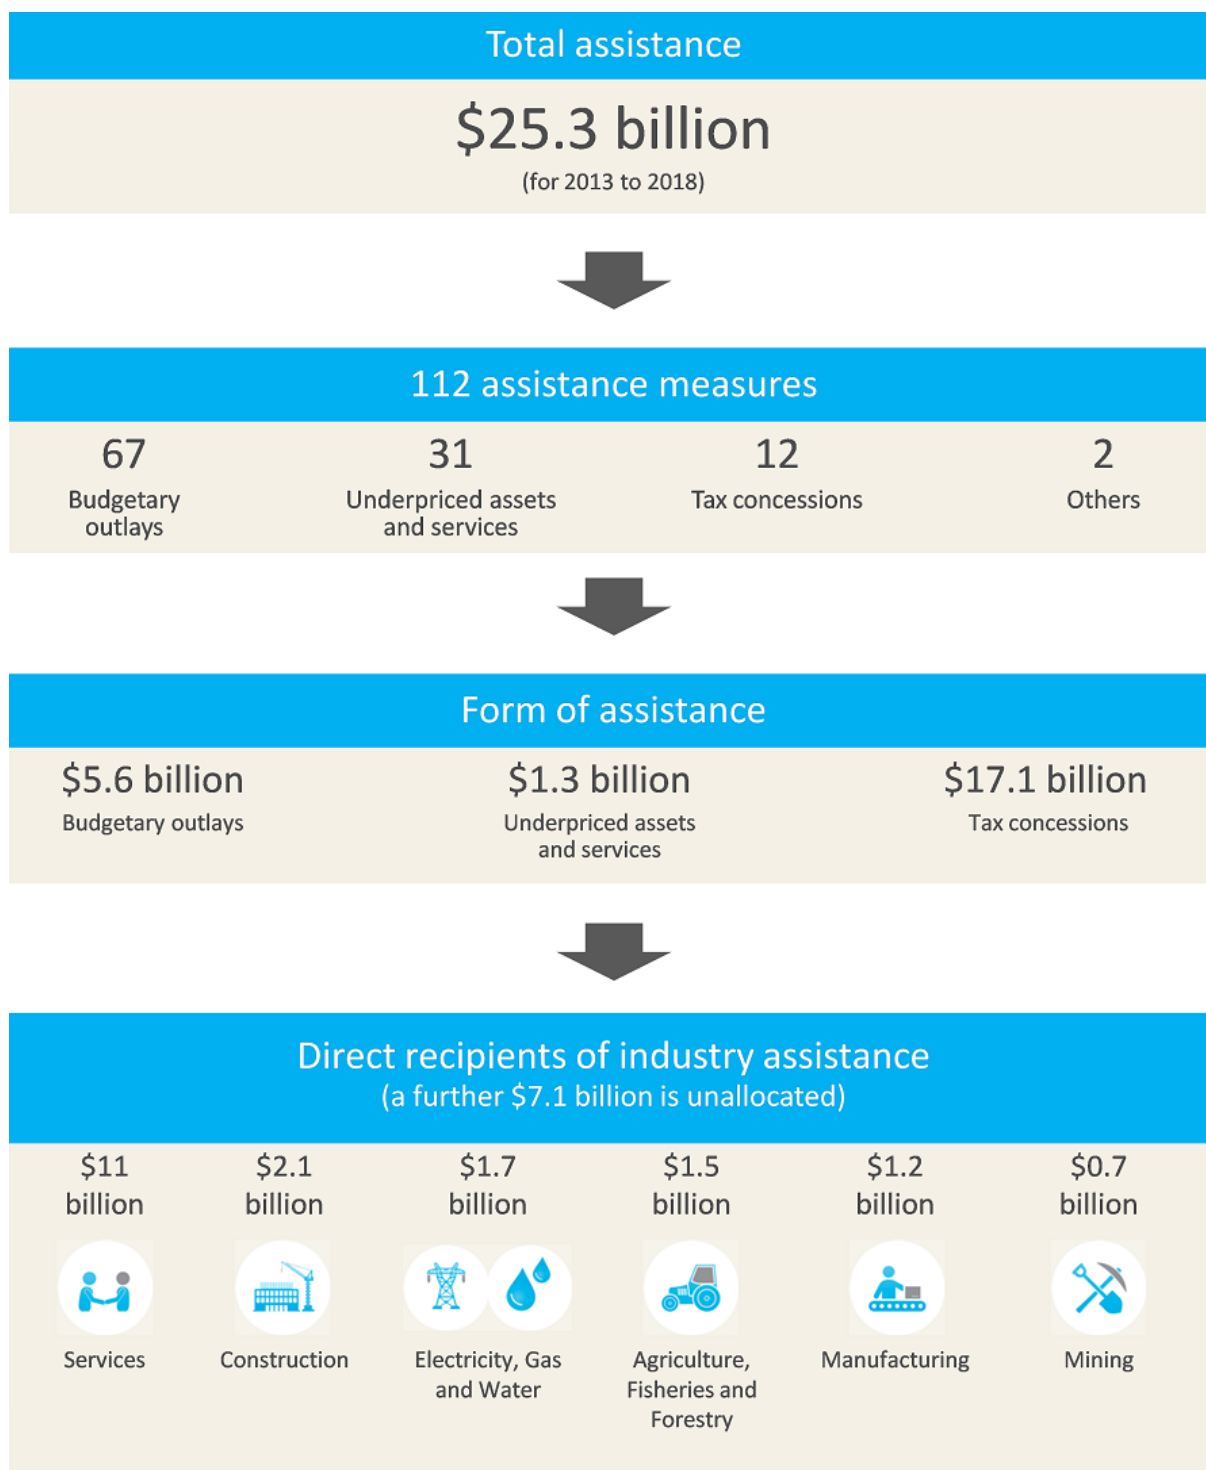 Total assistance
$25.3 billion
(for 2013 to 2018)
112 assistance measures
67
Budgetary
outlays
31
Underpriced assets
and services
12
Tax concessions
2
Others
Form of assistance
$5.6 billion
Budgetary outlays
$1.3 billion
Underpriced assets
and services
$17.1 billion
Tax concessions
Direct recipients of industry assistance
(a further $7.1 billion is unallocated)
$11
billion
Services
$2.1
billion
Construction
$1.7
billion
Electricity, Gas
and Water
$1.5
billion
Agriculture,
Fisheries and
Forestry
$1.2
billion
Manufacturing
$0.7
billion
Mining